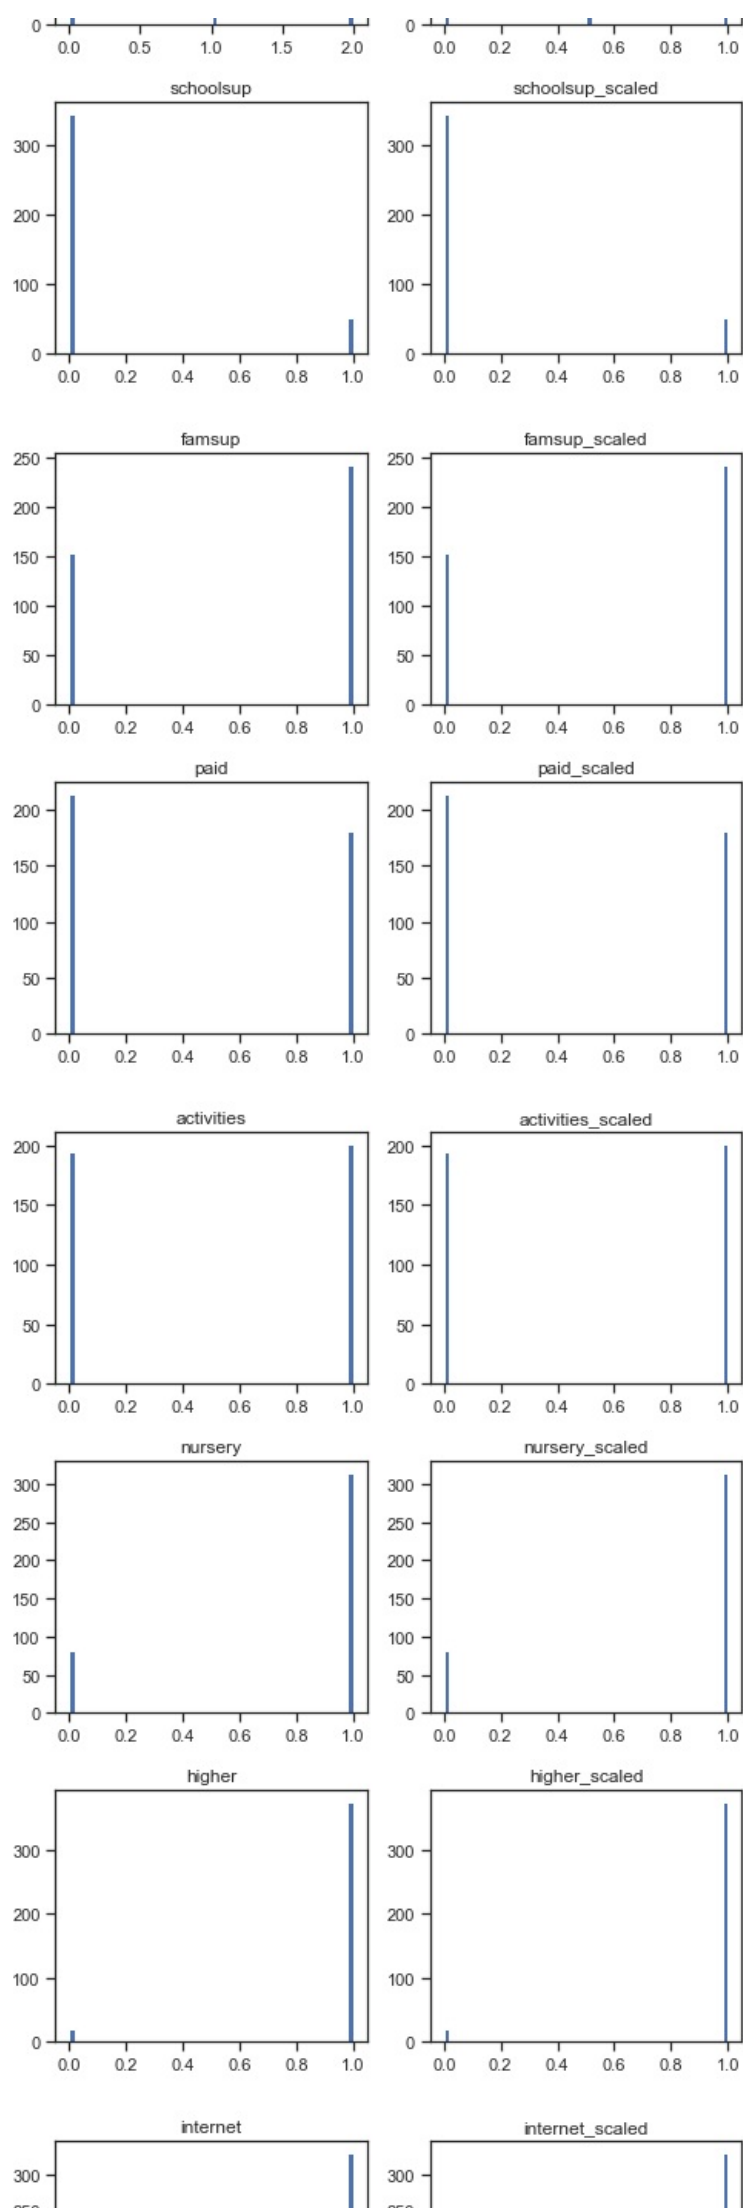 0 0
0.0 0.5 1.0 1.5 2.0 0.0 0.2 0.4 0.6 0.8 1.0
schoolsup schoolsup_scaled
300 300
200 200
100 100
0 0
0.0 0.2 0.4 0.6 0.8 1.0 0.0 0.2 0.4 0.6 0.8 1.0
famsup famsup_scaled
250 250
200 200
150 150
100 100
50 50
0 0
0.0 0.2 0.4 0.6 0.8 1.0 0.0 0.2 0.4 0.6 0.8 1.0
paid paid_scaled
200 200
150 150
100 100
50 50
0 0
0.0 0.2 0.4 0.6 0.8 1.0 0.0 0.2 0.4 0.6 0.8 1.0
activities activities_scaled
200 200
150 150
100 100
50 50
0 0
0.0 0.2 0.4 0.6 0.8 1.0 0.0 0.2 0.4 0.6 0.8 1.0
nursery nursery_scaled
300 300
250 250
200 200
150 150
100 100
50 50
0 0
0.0 0.2 0.4 0.6 0.8 1.0 0.0 0.2 0.4 0.6 0.8 1.0
higher higher_scaled
300 300
200 200
100 100
0 0
0.0 0.2 0.4 0.6 0.8 1.0 0.0 0.2 0.4 0.6 0.8 1.0
internet internet_scaled
300 300